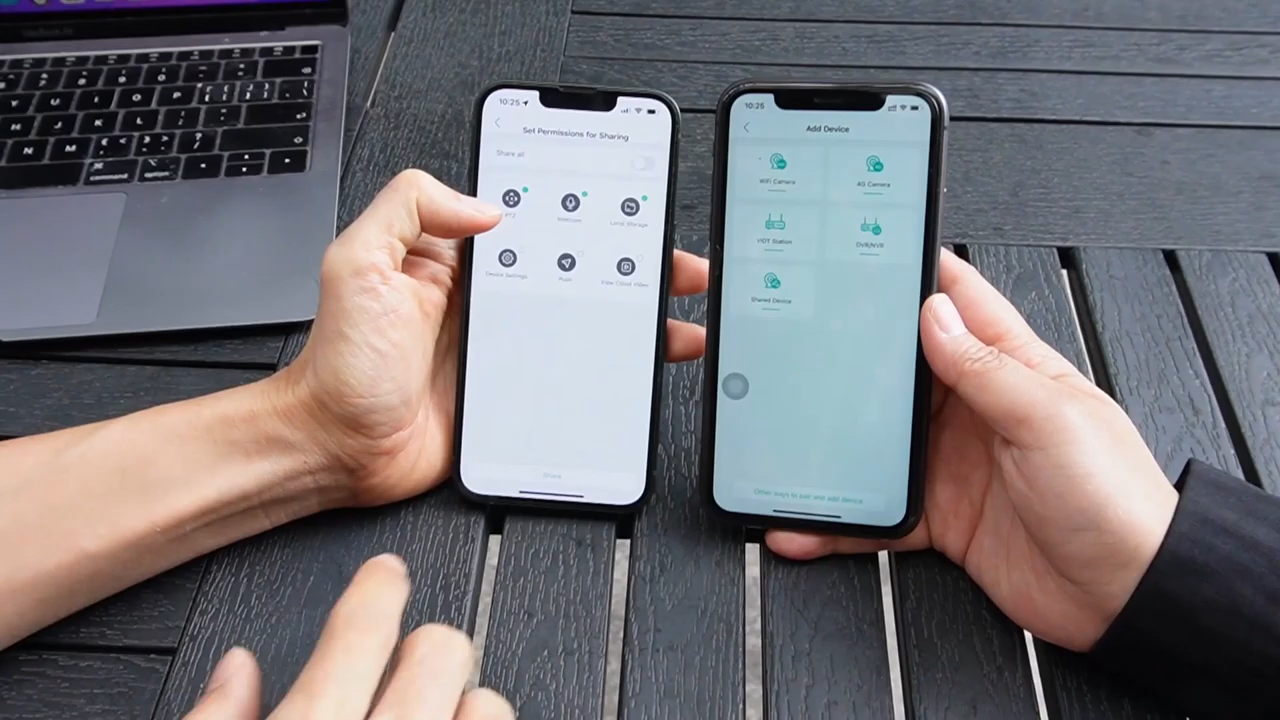 10:25
Set Permissions for Sharing
Share all
PTZ
Intercom
Local Storage
Device Settings
Push
View Cloud Video
Share
10:25
Add Device
WiFi Camera
4G Camera
VIOT Station
DVR/NVR
Shared Device
Other ways to pair and add device
Y U I O P
H J K L
N M
command
option